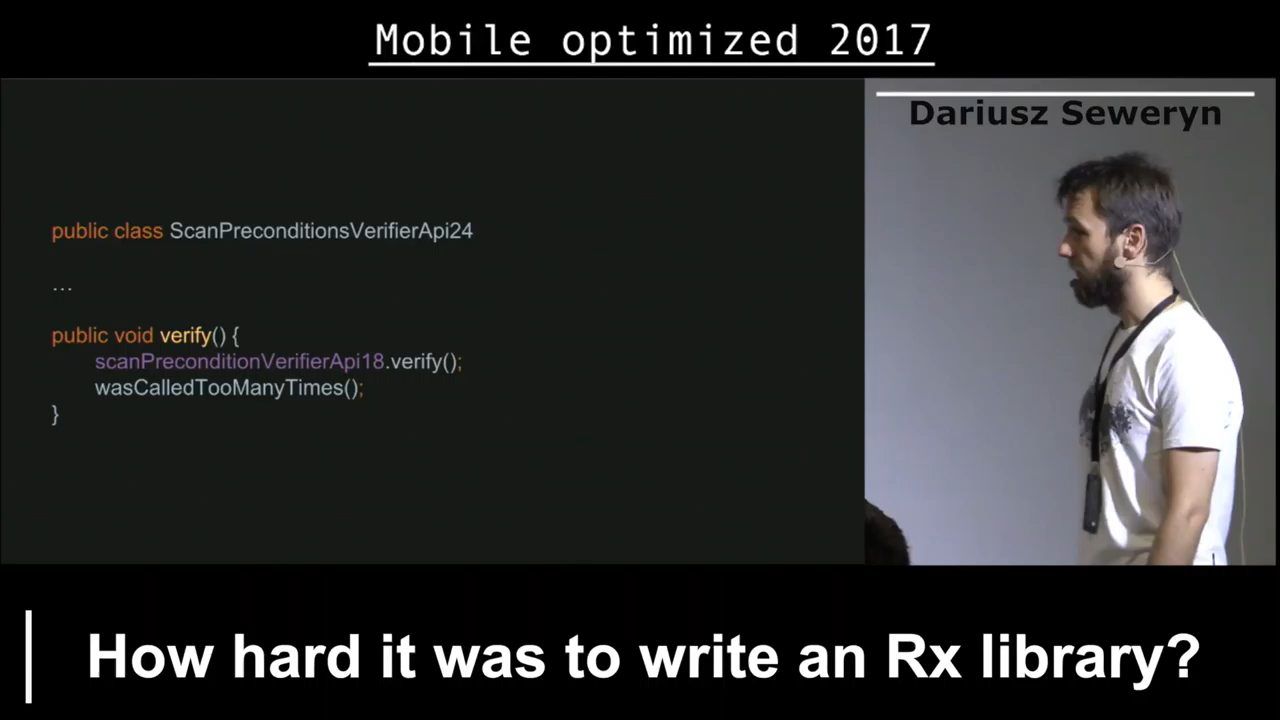 Mobile optimized 2017
Dariusz Seweryn
public class ScanPreconditionsVerifierApi24
...
public void verify() {
scanPreconditionVerifierApi18.verify();
wasCalledTooManyTimes();
}
How hard it was to write an Rx library?